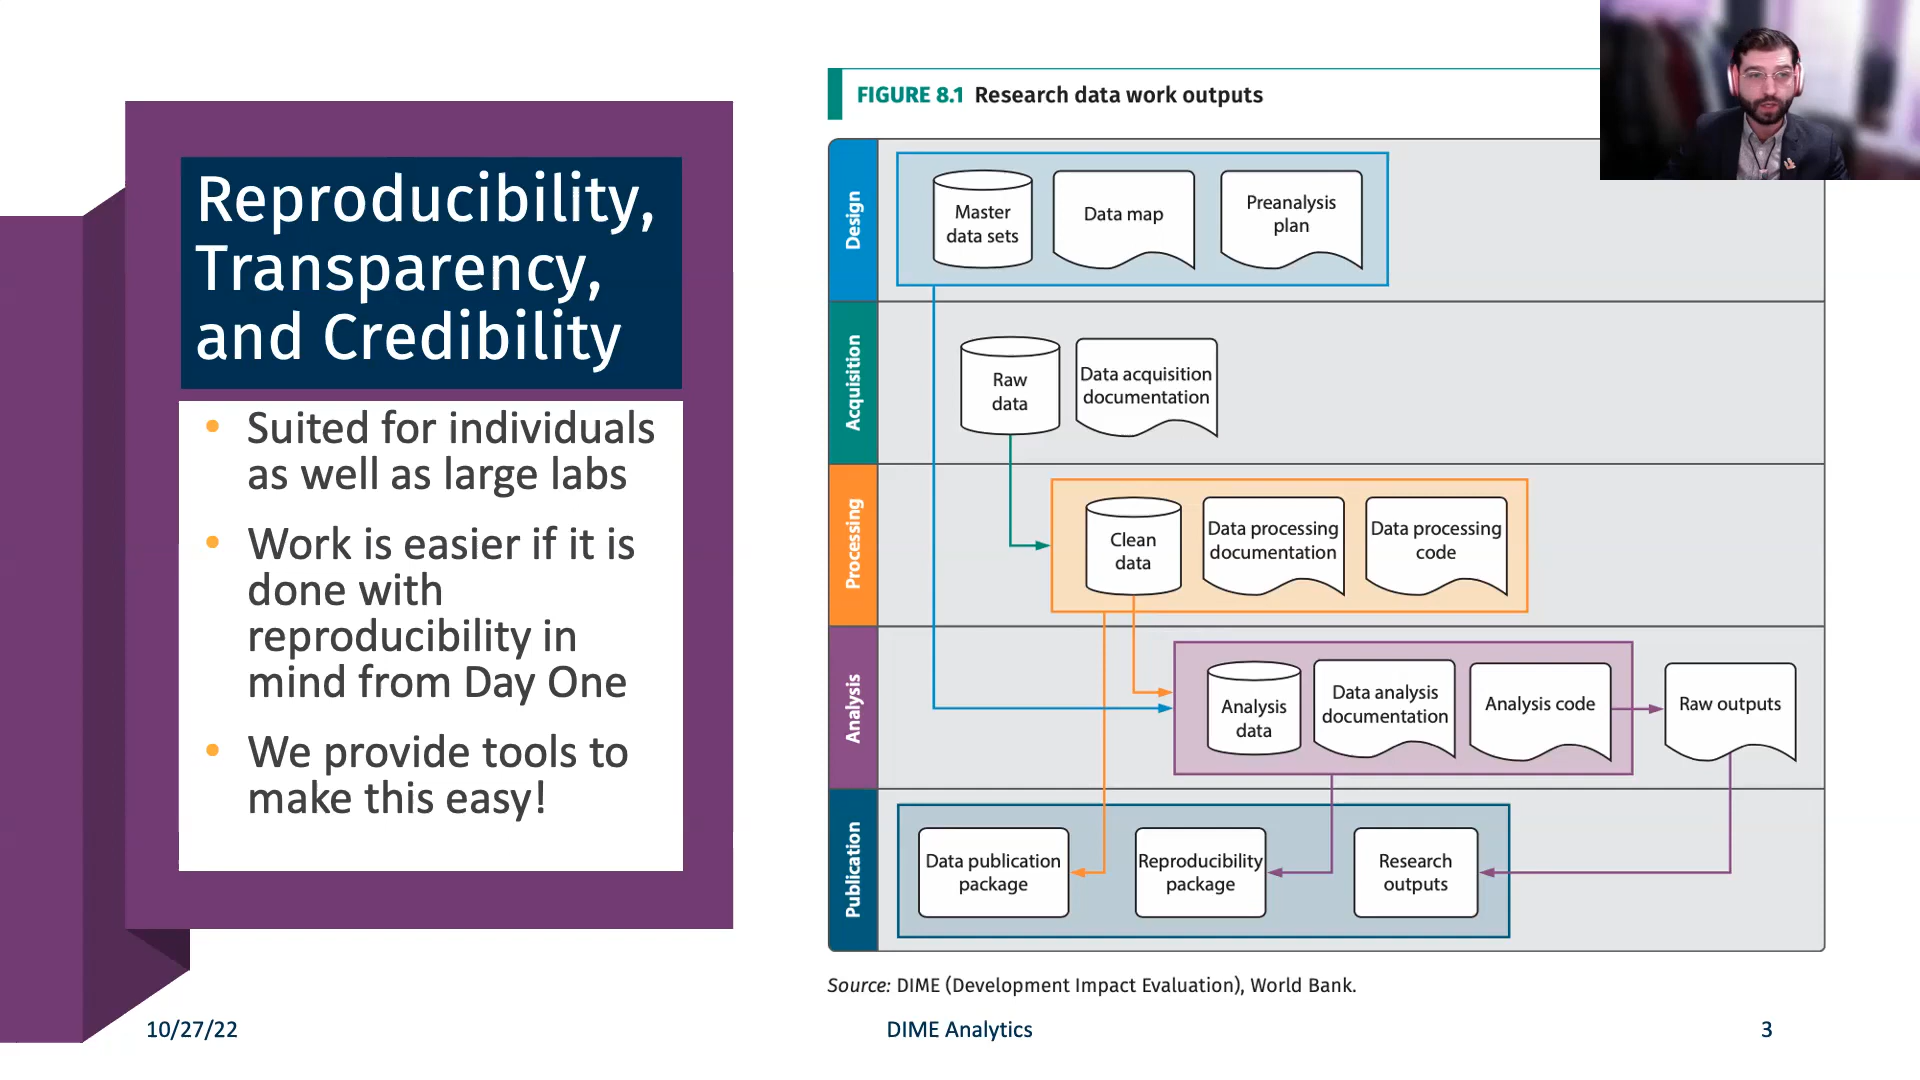 Reproducibility,
Transparency,
and Credibility
• Suited for individuals
as well as large labs
• Work is easier if it is
done with
reproducibility in
mind from Day One
• We provide tools to
make this easy!
FIGURE 8.1 Research data work outputs
Design
Master
data sets
Data map
Preanalysis
plan
Acquisition
Raw
data
Data acquisition
documentation
Processing
Clean
data
Data processing
documentation
Data processing
code
Analysis
Analysis
data
Data analysis
documentation
Analysis code
Raw outputs
Publication
Data publication
package
Reproducibility
package
Research
outputs
Source: DIME (Development Impact Evaluation), World Bank.
10/27/22
DIME Analytics
3